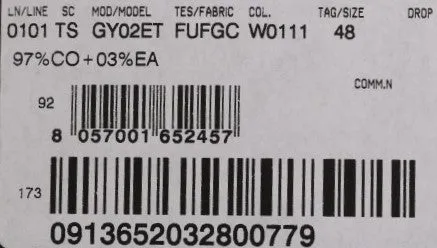 LN/LINE SC MOD/MODEL TES/FABRIC COL. TAG/SIZE DROP
0101 TS GY02ET FUFGC W0111 48
97%CO+03%EA
COMM.N
92
8 057001 652457
173
0913652032800779